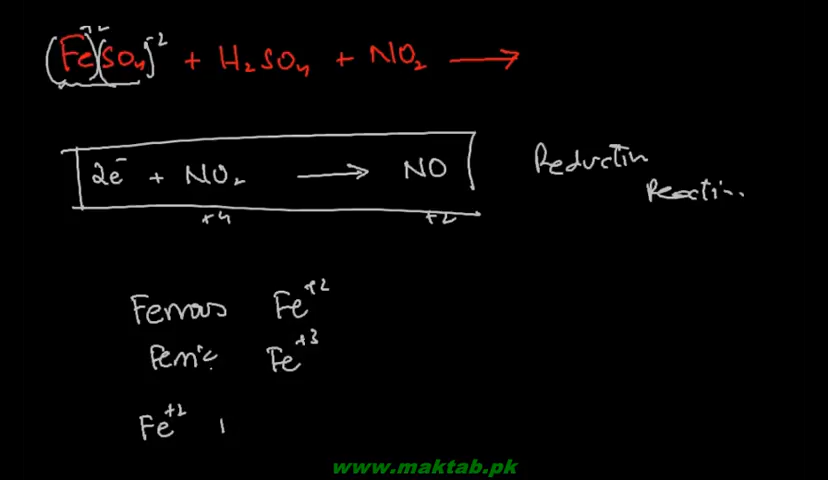 (Fe)⁺²(SO₄)⁻² + H₂SO₄ + NO₂ →
2e⁻ + NO₂ → NO
+4 +2
Reduction
Reaction.
Ferrous Fe⁺²
Ferric Fe⁺³
Fe⁺²
www.maktab.pk